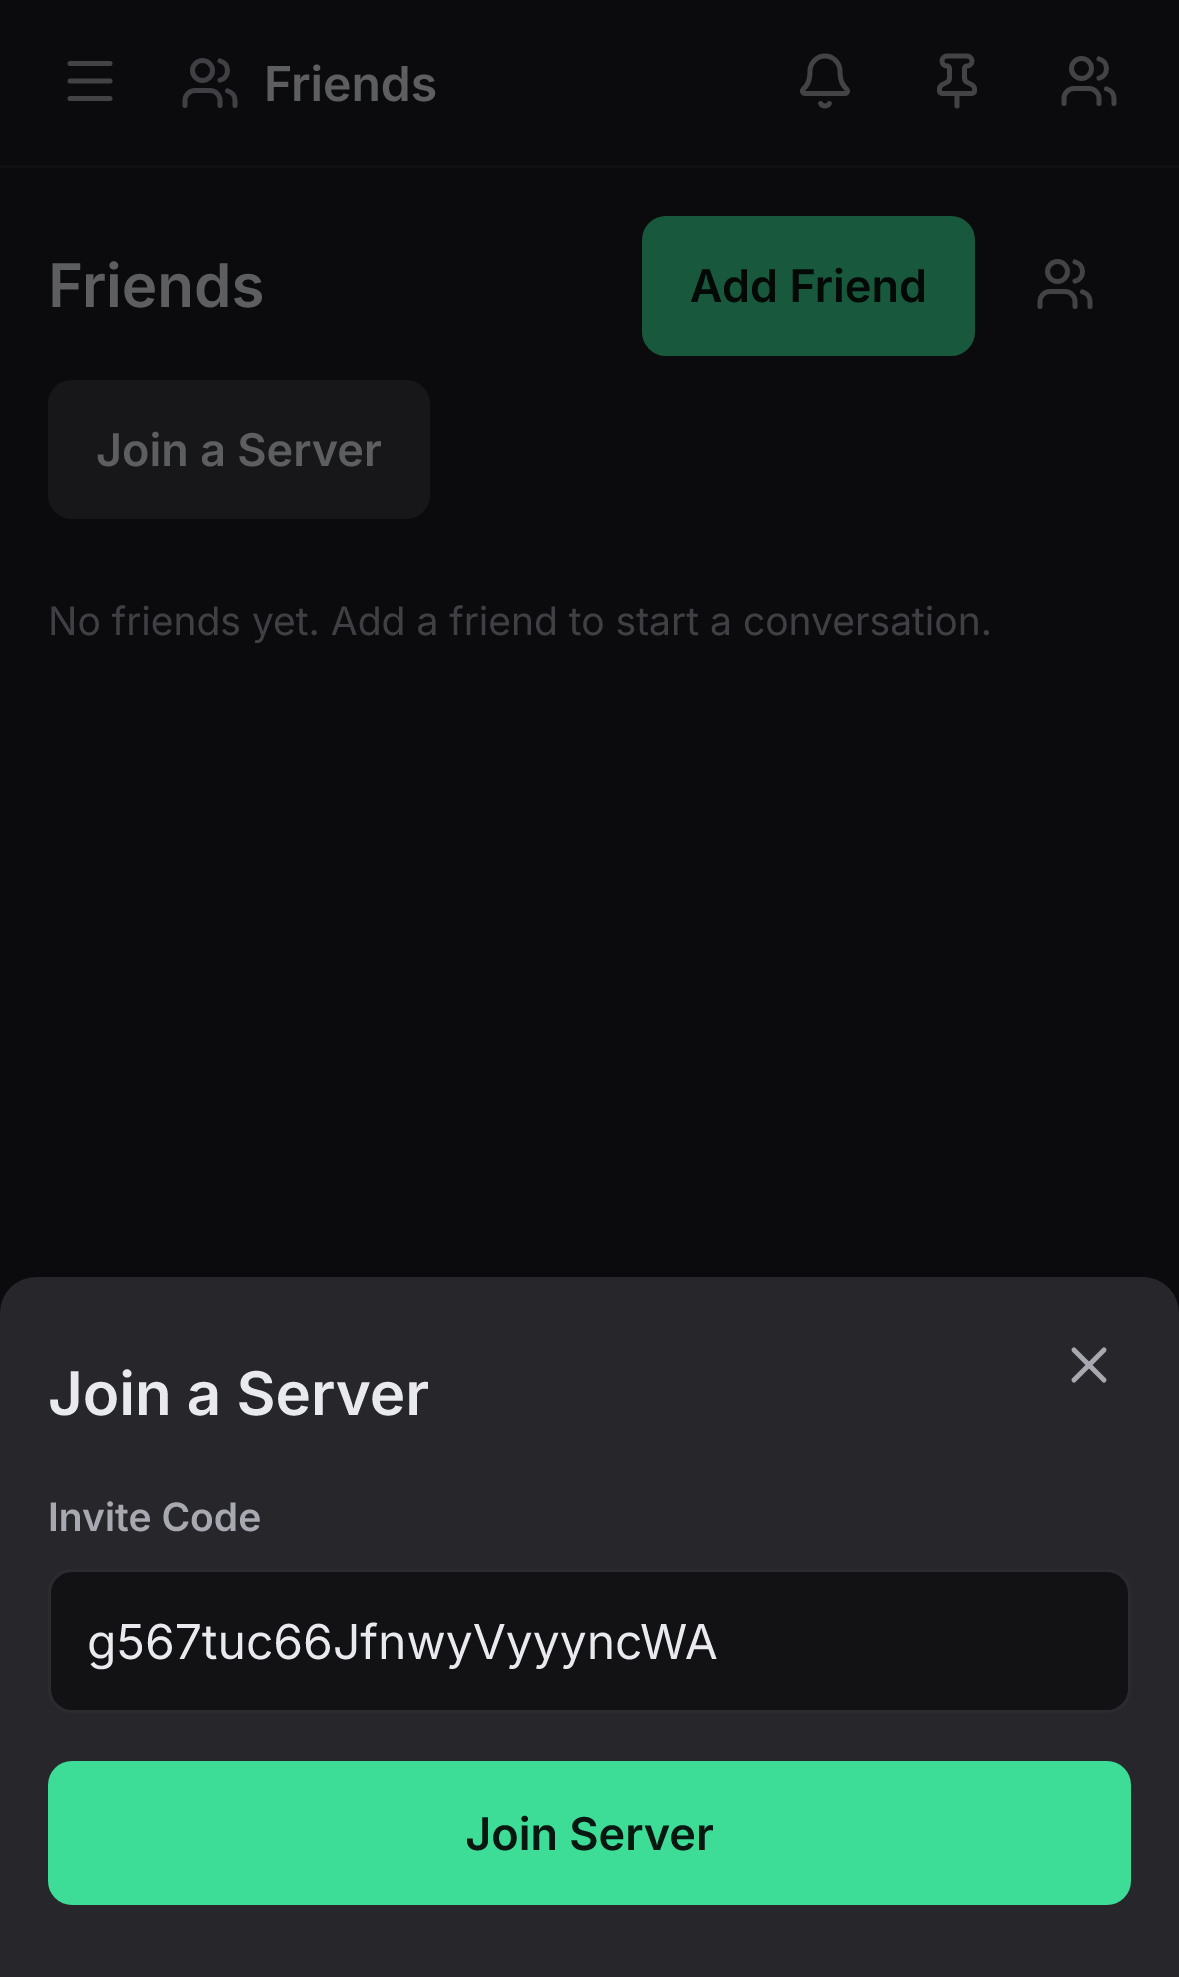 Friends
Friends
Add Friend
Join a Server
No friends yet. Add a friend to start a conversation.
Join a Server
Invite Code
g567tuc66JfnwyVyyyncWA
Join Server